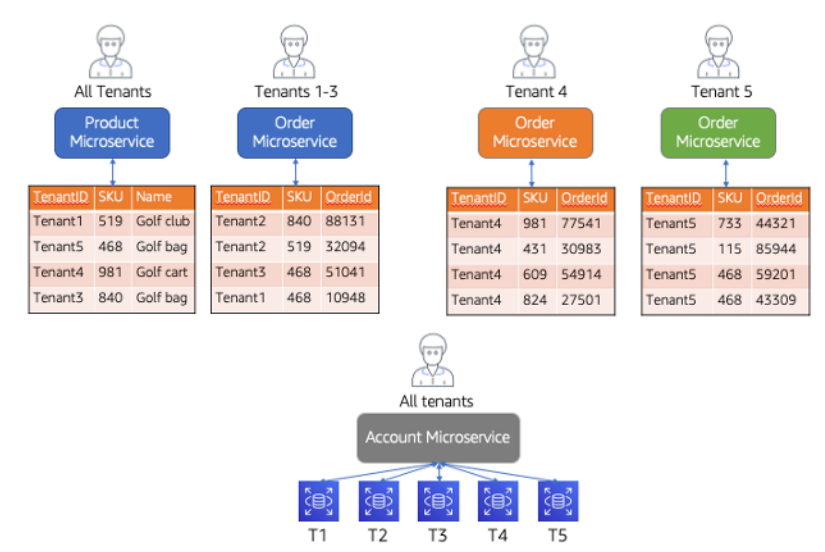 All Tenants
Tenants 1-3
Tenant 4
Tenant 5
Product
Microservice
Order
Microservice
Order
Microservice
Order
Microservice
TenantID SKU Name
Tenant1 519 Golf club
Tenant5 468 Golf bag
Tenant4 981 Golf cart
Tenant3 840 Golf bag
TenantID SKU OrderId
Tenant2 840 88131
Tenant2 519 32094
Tenant3 468 51041
Tenant1 468 10948
TenantID SKU OrderId
Tenant4 981 77541
Tenant4 431 30983
Tenant4 609 54914
Tenant4 824 27501
TenantID SKU OrderId
Tenant5 733 44321
Tenant5 115 85944
Tenant5 468 59201
Tenant5 468 43309
All tenants
Account Microservice
T1 T2 T3 T4 T5